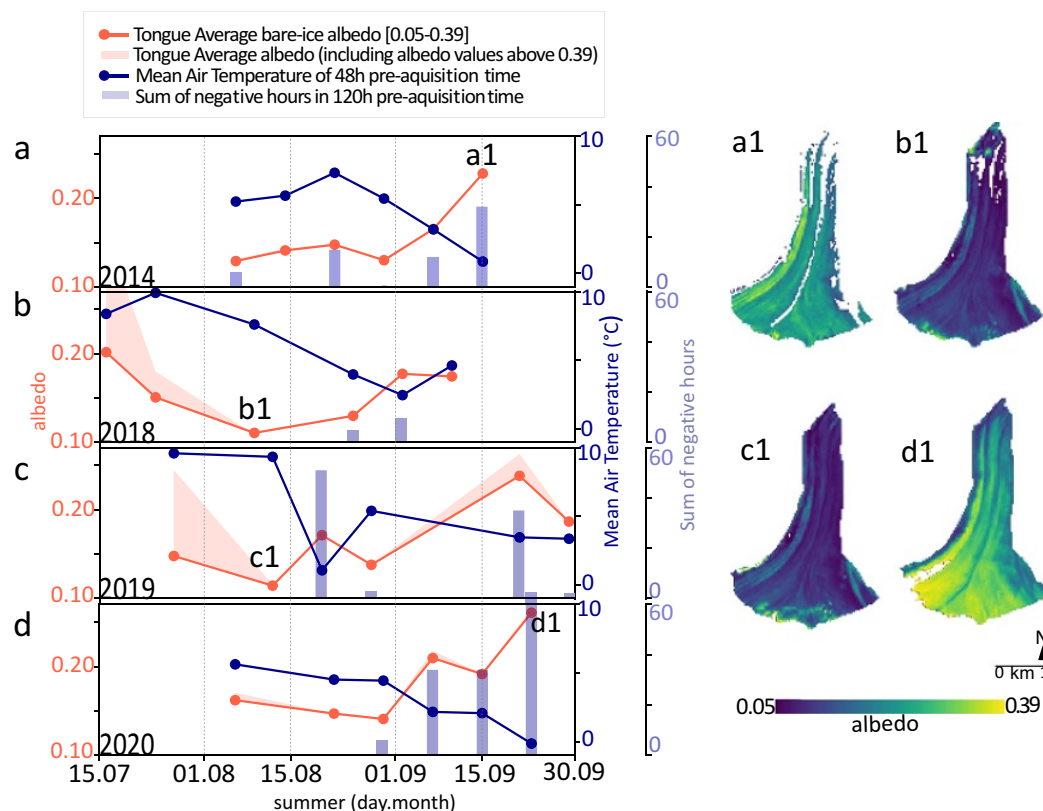 Tongue Average bare-ice albedo [0.05-0.39]
Tongue Average albedo (including albedo values above 0.39)
Mean Air Temperature of 48h pre-aquisition time
Sum of negative hours in 120h pre-aquisition time
a
0.20
0.10
2014
a1
10
0
60
0
b
0.20
0.10
2018
b1
10
0
60
0
c
0.20
0.10
2019
c1
10
0
60
0
d
0.20
0.10
2020
d1
10
0
60
0
albedo
Mean Air Temperature (°C)
Sum of negative hours
15.07 01.08 15.08 01.09 15.09 30.09
summer (day.month)
a1 b1
c1 d1
N
0 km 1
0.05 0.39
albedo